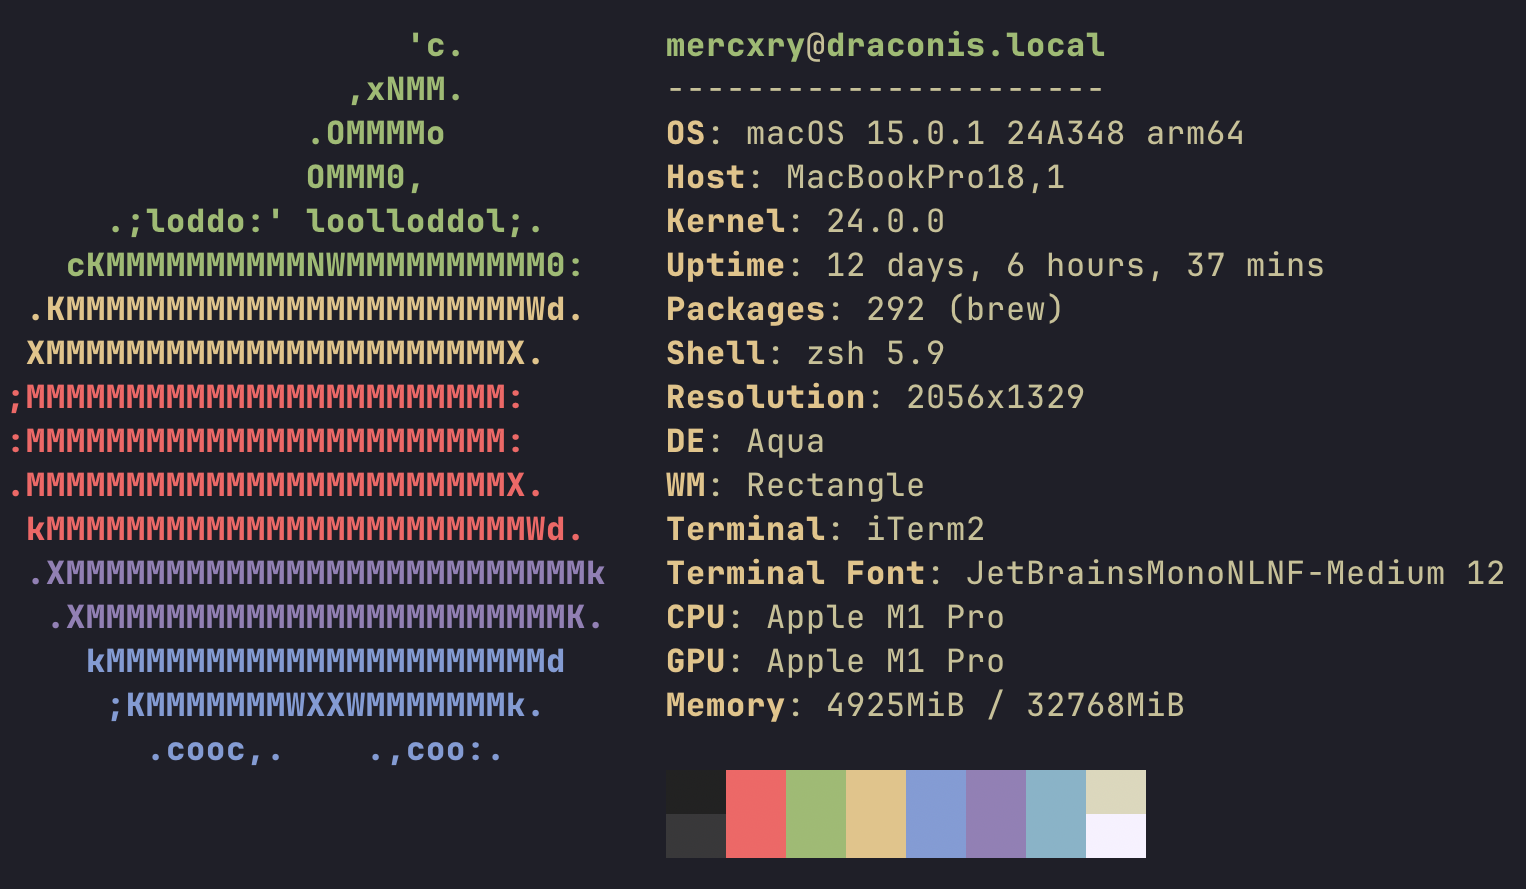 'c.          mercxry@draconis.local
                 ,xNMM.          ----------------------
               .OMMMMo           OS: macOS 15.0.1 24A348 arm64
               OMMM0,            Host: MacBookPro18,1
     .;loddo:' loolloddol;.      Kernel: 24.0.0
   cKMMMMMMMMMMNWMMMMMMMMMM0:    Uptime: 12 days, 6 hours, 37 mins
 .KMMMMMMMMMMMMMMMMMMMMMMMWd.    Packages: 292 (brew)
 XMMMMMMMMMMMMMMMMMMMMMMMX.      Shell: zsh 5.9
;MMMMMMMMMMMMMMMMMMMMMMMM:       Resolution: 2056x1329
:MMMMMMMMMMMMMMMMMMMMMMMM:       DE: Aqua
.MMMMMMMMMMMMMMMMMMMMMMMMX.      WM: Rectangle
 kMMMMMMMMMMMMMMMMMMMMMMMMWd.    Terminal: iTerm2
 .XMMMMMMMMMMMMMMMMMMMMMMMMMMk   Terminal Font: JetBrainsMonoNLNF-Medium 12
  .XMMMMMMMMMMMMMMMMMMMMMMMMK.   CPU: Apple M1 Pro
    kMMMMMMMMMMMMMMMMMMMMMMd     GPU: Apple M1 Pro
     ;KMMMMMMMWXXWMMMMMMMk.      Memory: 4925MiB / 32768MiB
       .cooc,.    .,coo:.